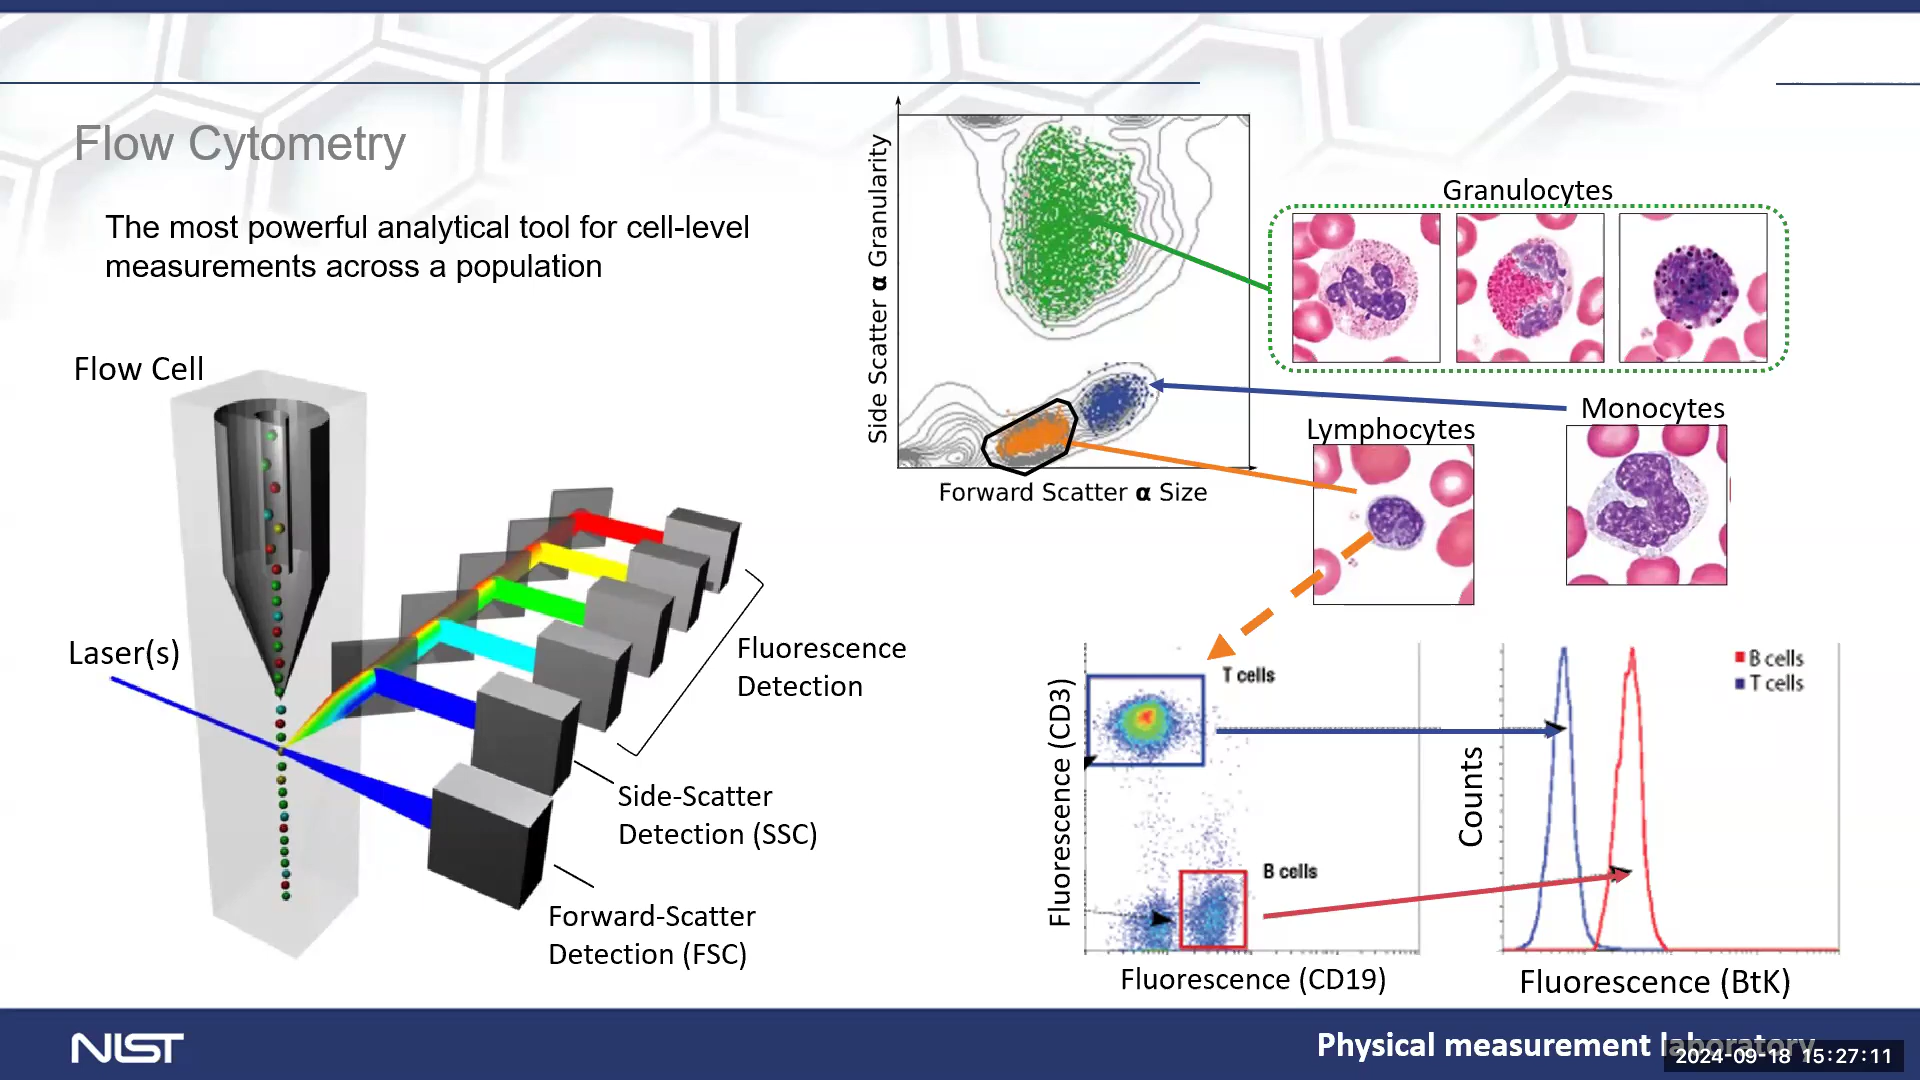 Flow Cytometry
The most powerful analytical tool for cell-level
measurements across a population
Flow Cell
Laser(s)
Fluorescence
Detection
Side-Scatter
Detection (SSC)
Forward-Scatter
Detection (FSC)
Side Scatter α Granularity
Forward Scatter α Size
Granulocytes
Monocytes
Lymphocytes
Fluorescence (CD3)
T cells
B cells
Fluorescence (CD19)
Counts
B cells
T cells
Fluorescence (BtK)
NIST
Physical measurement laboratory
2024-09-18 15:27:11